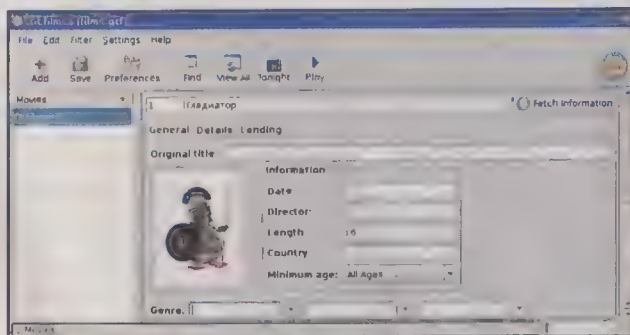 File Edit Filter Settings Help
Add Save Preferences Find View All Tonight Play
Movies
1 Гладиатор Fetch Information
General Details Lending
Original title
Information
Date
Director:
Length 16
Country
Minimum age: All Ages
Genre: